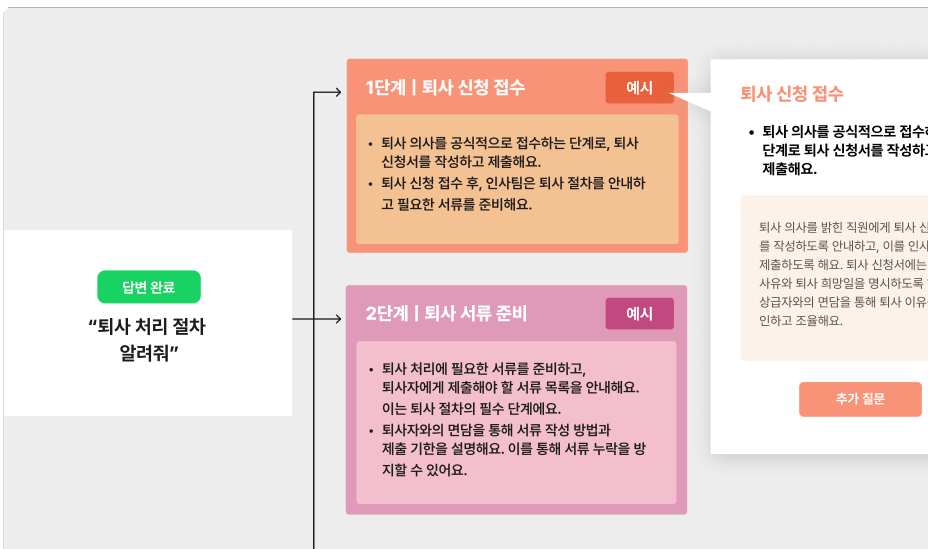 답변 완료
“퇴사 처리 절차
알려줘”
1단계 | 퇴사 신청 접수
예시
• 퇴사 의사를 공식적으로 접수하는 단계로, 퇴사
신청서를 작성하고 제출해요.
• 퇴사 신청 접수 후, 인사팀은 퇴사 절차를 안내하
고 필요한 서류를 준비해요.
2단계 | 퇴사 서류 준비
예시
• 퇴사 처리에 필요한 서류를 준비하고,
퇴사자에게 제출해야 할 서류 목록을 안내해요.
이는 퇴사 절차의 필수 단계에요.
• 퇴사자와의 면담을 통해 서류 작성 방법과
제출 기한을 설명해요. 이를 통해 서류 누락을 방
지할 수 있어요.
퇴사 신청 접수
• 퇴사 의사를 공식적으로
단계로 퇴사 신청서를
제출해요.
퇴사 의사를 밝힌 직원에게 퇴사
를 작성하도록 안내하고, 이를
제출하도록 해요. 퇴사 신청서에는
사유와 퇴사 희망일을 명시하도록
상급자와의 면담을 통해 퇴사
인하고 조율해요.
추가 질문